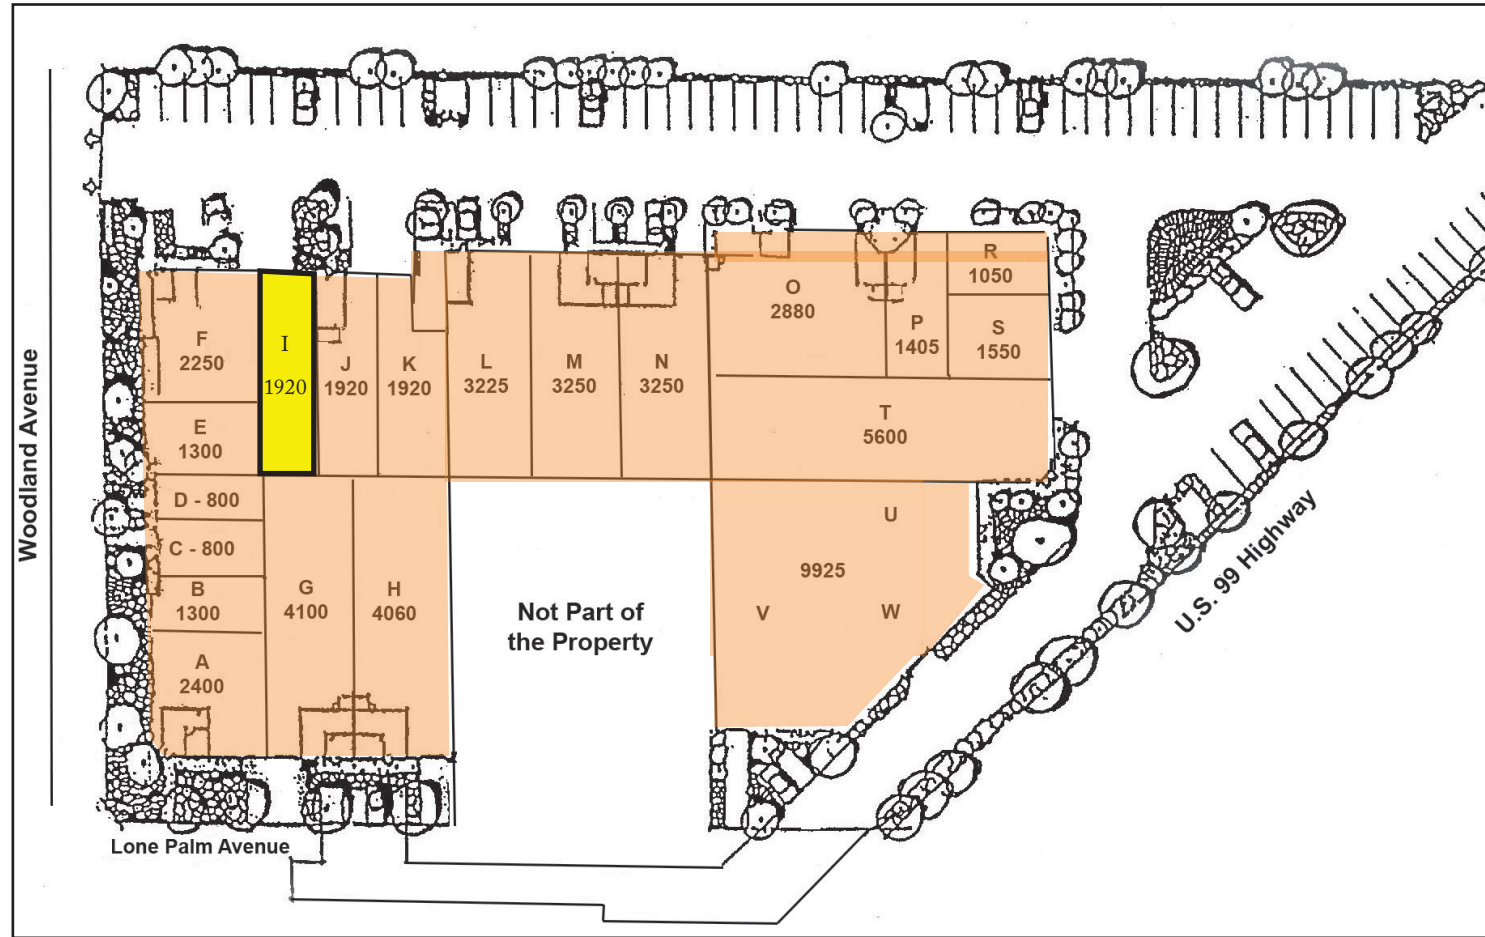 Woodland Avenue
F
2250
I
1920
J
1920
K
1920
L
3225
M
3250
N
3250
O
2880
P
1405
R
1050
S
1550
T
5600
E
1300
D - 800
C - 800
B
1300
A
2400
G
4100
H
4060
Not Part of
the Property
U
9925
V
W
U.S. 99 Highway
Lone Palm Avenue